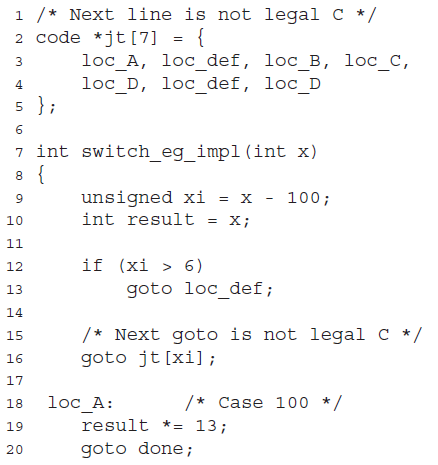 1 /* Next line is not legal C */
2 code *jt[7] = {
3     loc_A, loc_def, loc_B, loc_C,
4     loc_D, loc_def, loc_D
5 };
6
7 int switch_eg_impl(int x)
8 {
9     unsigned xi = x - 100;
10     int result = x;
11
12     if (xi > 6)
13         goto loc_def;
14
15     /* Next goto is not legal C */
16     goto jt[xi];
17
18  loc_A:      /* Case 100 */
19     result *= 13;
20     goto done;